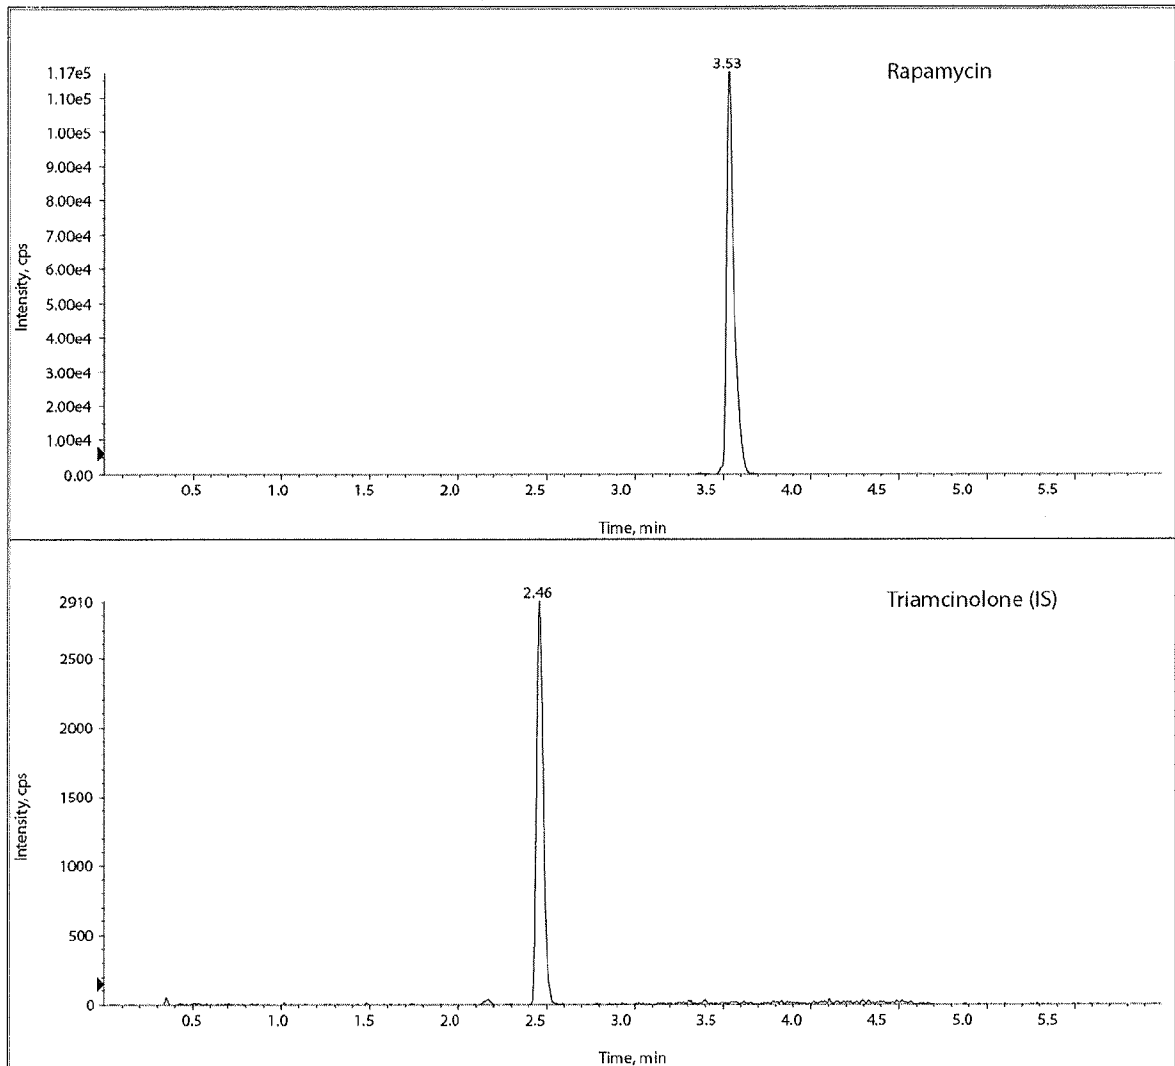 3.53
Rapamycin
1.17e5
1.10e5
1.00e5
9.00e4
8.00e4
7.00e4
6.00e4
5.00e4
4.00e4
3.00e4
2.00e4
1.00e4
0.00
Intensity, cps
0.5 1.0 1.5 2.0 2.5 3.0 3.5 4.0 4.5 5.0 5.5
Time, min
2.46
Triamcinolone (IS)
2910
2500
2000
1500
1000
500
0
Intensity, cps
0.5 1.0 1.5 2.0 2.5 3.0 3.5 4.0 4.5 5.0 5.5
Time, min